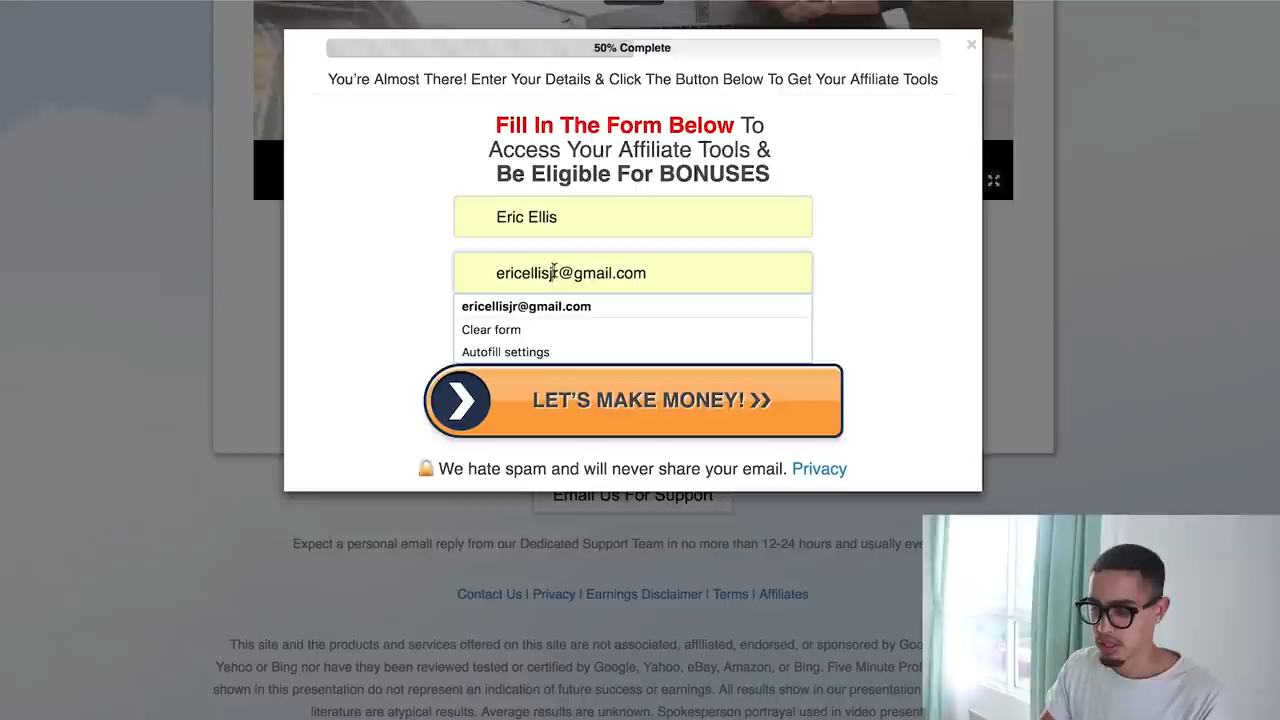 50% Complete
×
You're Almost There! Enter Your Details & Click The Button Below To Get Your Affiliate Tools
Fill In The Form Below To
Access Your Affiliate Tools &
Be Eligible For BONUSES
Eric Ellis
ericellisjr@gmail.com
ericellisjr@gmail.com
Clear form
Autofill settings
LET'S MAKE MONEY!
We hate spam and will never share your email. Privacy
Email Us For Support
Expect a personal email reply from our Dedicated Support Team in no more than 12-24 hours and usually
Contact Us | Privacy | Earnings Disclaimer | Terms | Affiliates
This site and the products and services offered on this site are not associated, affiliated, endorsed, or sponsored by
Yahoo or Bing nor have they been reviewed tested or certified by Google, Yahoo, eBay, Amazon, or Bing. Five Minute
shown in this presentation do not represent an indication of future success or earnings. All results show in our presentation
literature are atypical results. Average results are unknown. Spokesperson portrayal used in video